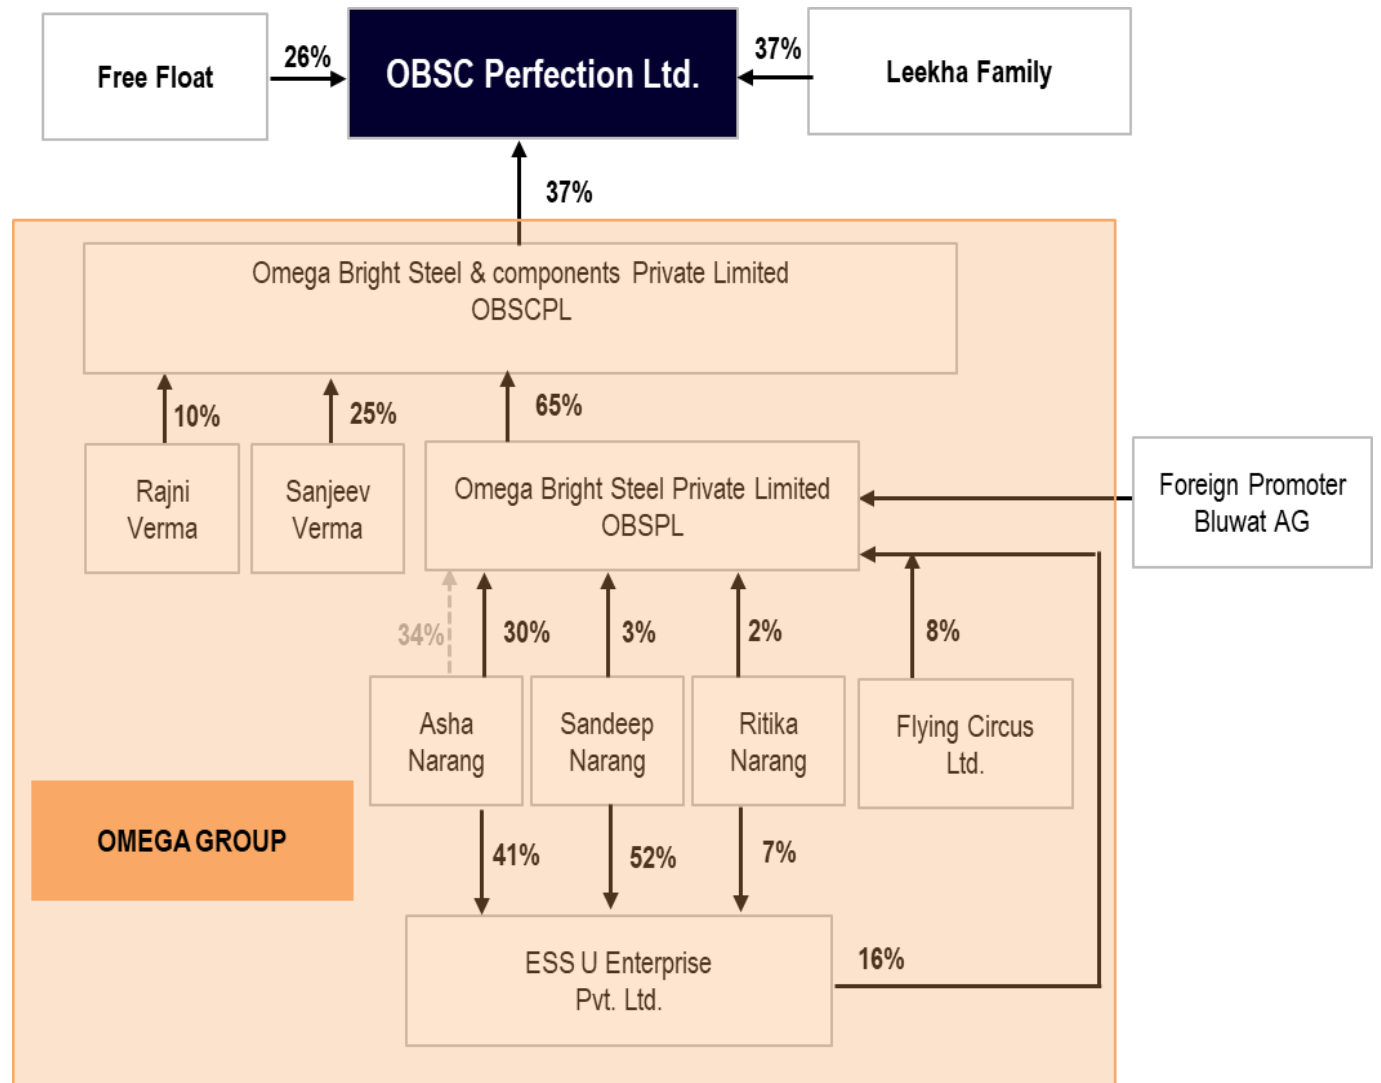 Free Float
26%
OBSC Perfection Ltd.
37%
Leekha Family
37%
Omega Bright Steel & components Private Limited
OBSCPL
10%
25%
65%
Rajni
Verma
Sanjeev
Verma
Omega Bright Steel Private Limited
OBSPL
Foreign Promoter
Bluwat AG
34%
30%
3%
2%
8%
Asha
Narang
Sandeep
Narang
Ritika
Narang
Flying Circus
Ltd.
OMEGA GROUP
41%
52%
7%
ESS U Enterprise
Pvt. Ltd.
16%